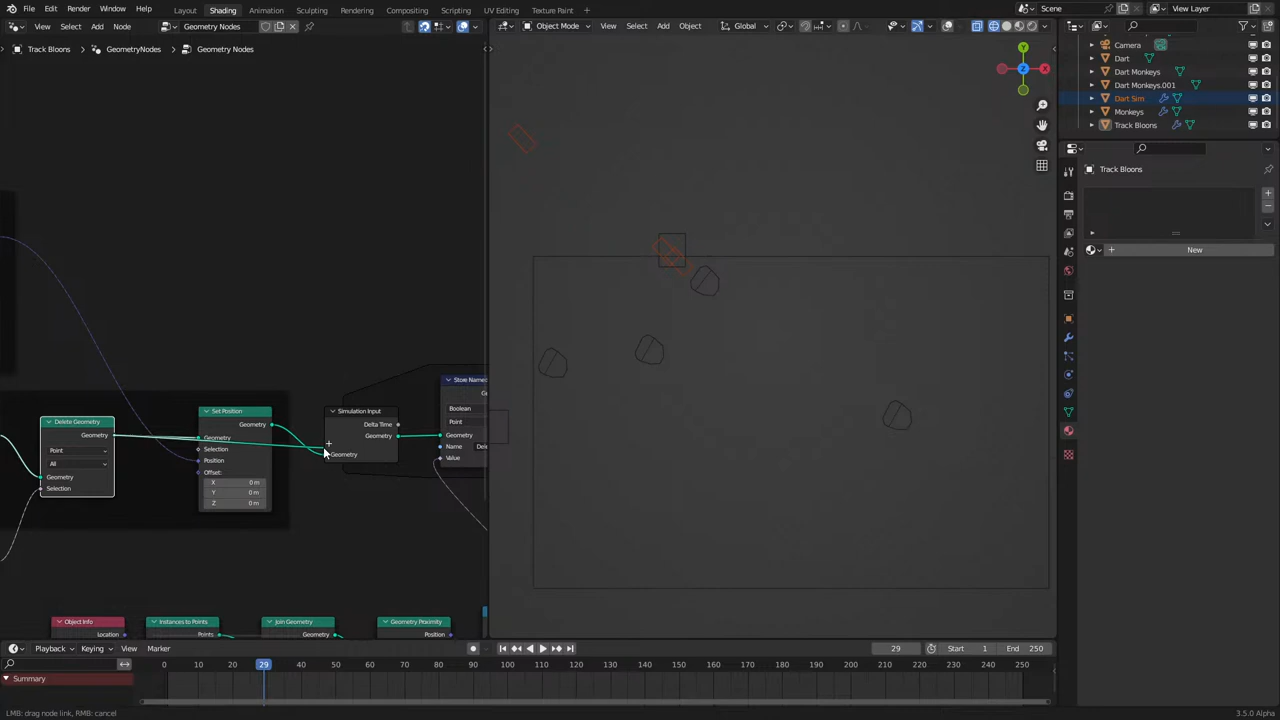 File Edit Render Window Help Layout Shading Animation Sculpting Rendering Compositing Scripting UV Editing Texture Paint Scene View Layer
View Select Add Node Geometry Nodes Object Mode View Select Add Object Global
Track Bloons > GeometryNodes > Geometry Nodes
Camera
Dart
Dart Monkeys
Dart Monkeys.001
Dart Sim
Monkeys
Track Bloons
Y
Z
X
Track Bloons
New
Store Named
Boolean
Point
Geometry
Name
Value
Delete Geometry
Geometry
Point
All
Geometry
Selection
Set Position
Geometry
Geometry
Selection
Position
Offset:
X 0 m
Y 0 m
Z 0 m
Simulation Input
Delta Time
Geometry
Geometry
Object Info
Location
Instances to Points
Points
Join Geometry
Geometry
Geometry Proximity
Position
Playback Keying View Marker 29 Start 1 End 250
0 10 20 29 30 40 50 60 70 80 90 100 110 120 130 140 150 160 170 180 190 200 210 220 230 240 250
Summary
LMB: drag node link, RMB: cancel 3.5.0 Alpha